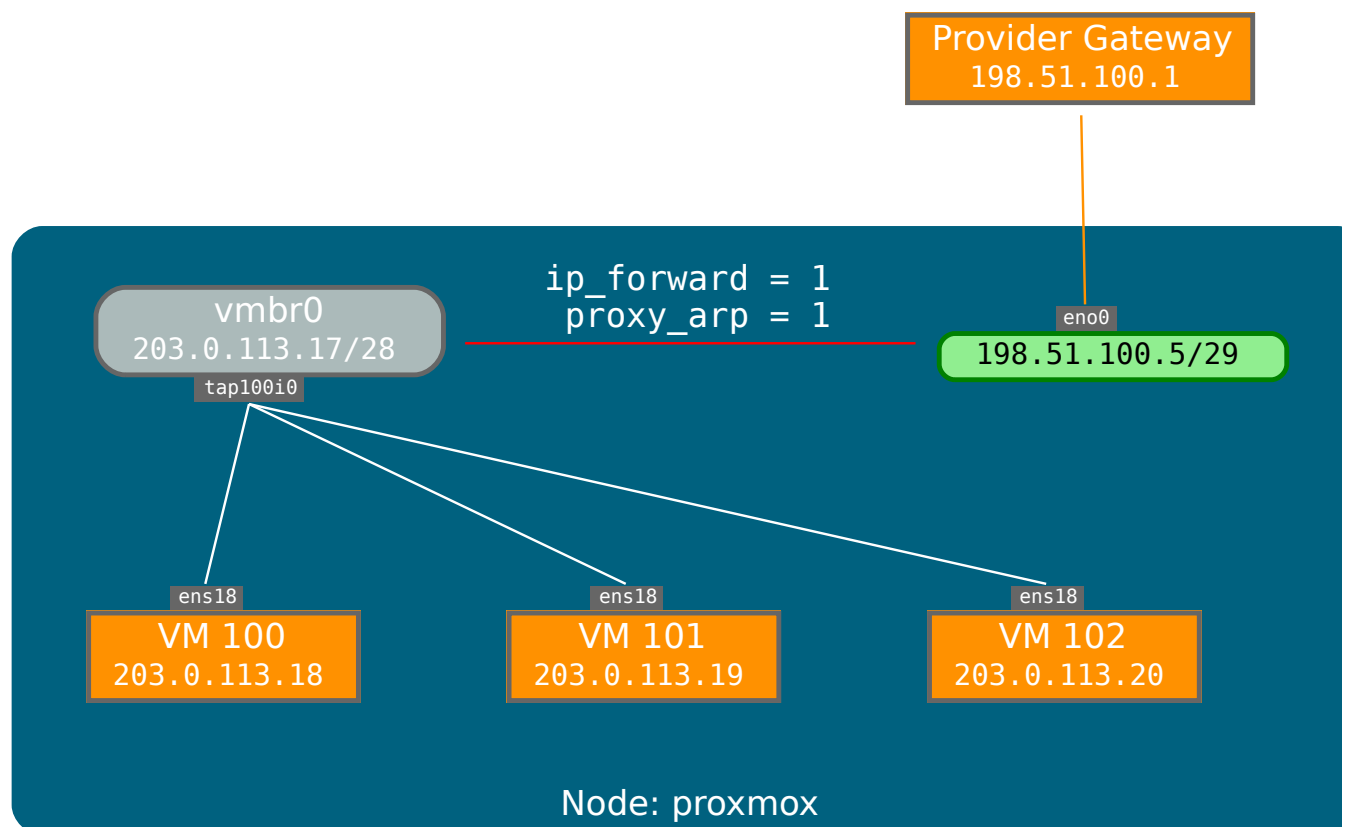 Provider Gateway
198.51.100.1
ip_forward = 1
proxy_arp = 1
vmbr0
203.0.113.17/28
tap100i0
eno0
198.51.100.5/29
ens18
VM 100
203.0.113.18
ens18
VM 101
203.0.113.19
ens18
VM 102
203.0.113.20
Node: proxmox